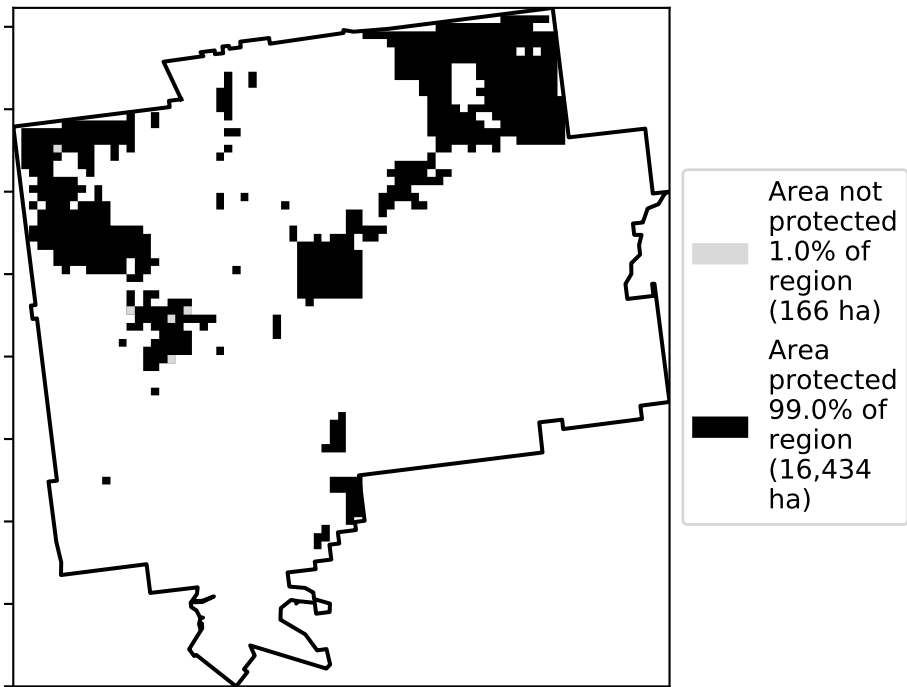 Area not
protected
1.0% of
region
(166 ha)
Area
protected
99.0% of
region
(16,434
ha)